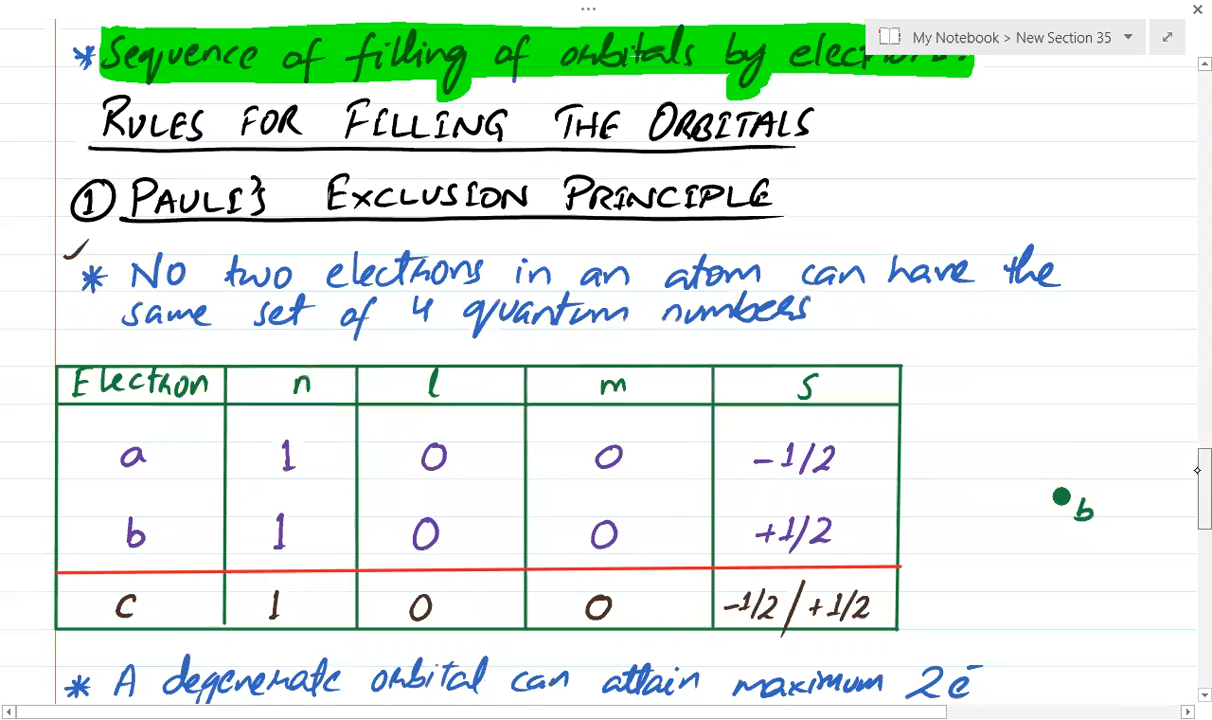 My Notebook > New Section 35
* Sequence of filling of orbitals by
RULES FOR FILLING THE ORBITALS
① PAULI'S EXCLUSION PRINCIPLE
* No two electrons in an atom can have the
same set of 4 quantum numbers
Electron n l m s
a 1 0 0 -1/2
b 1 0 0 +1/2
b
c 1 0 0 -1/2 / +1/2
* A degenerate orbital can attain maximum 2e⁻